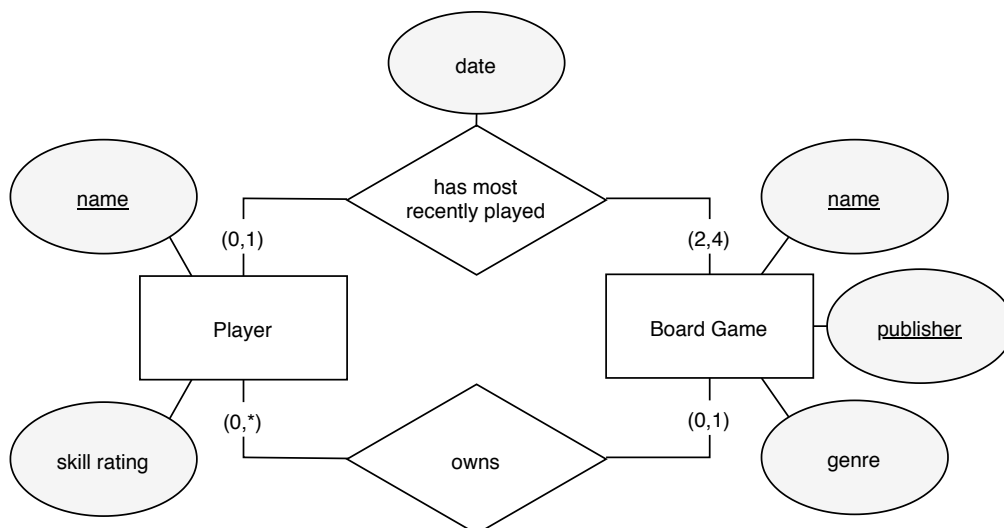 date
has most
recently played
name
name
(0,1)
(2,4)
Player
Board Game
publisher
(0,*)
(0,1)
skill rating
owns
genre